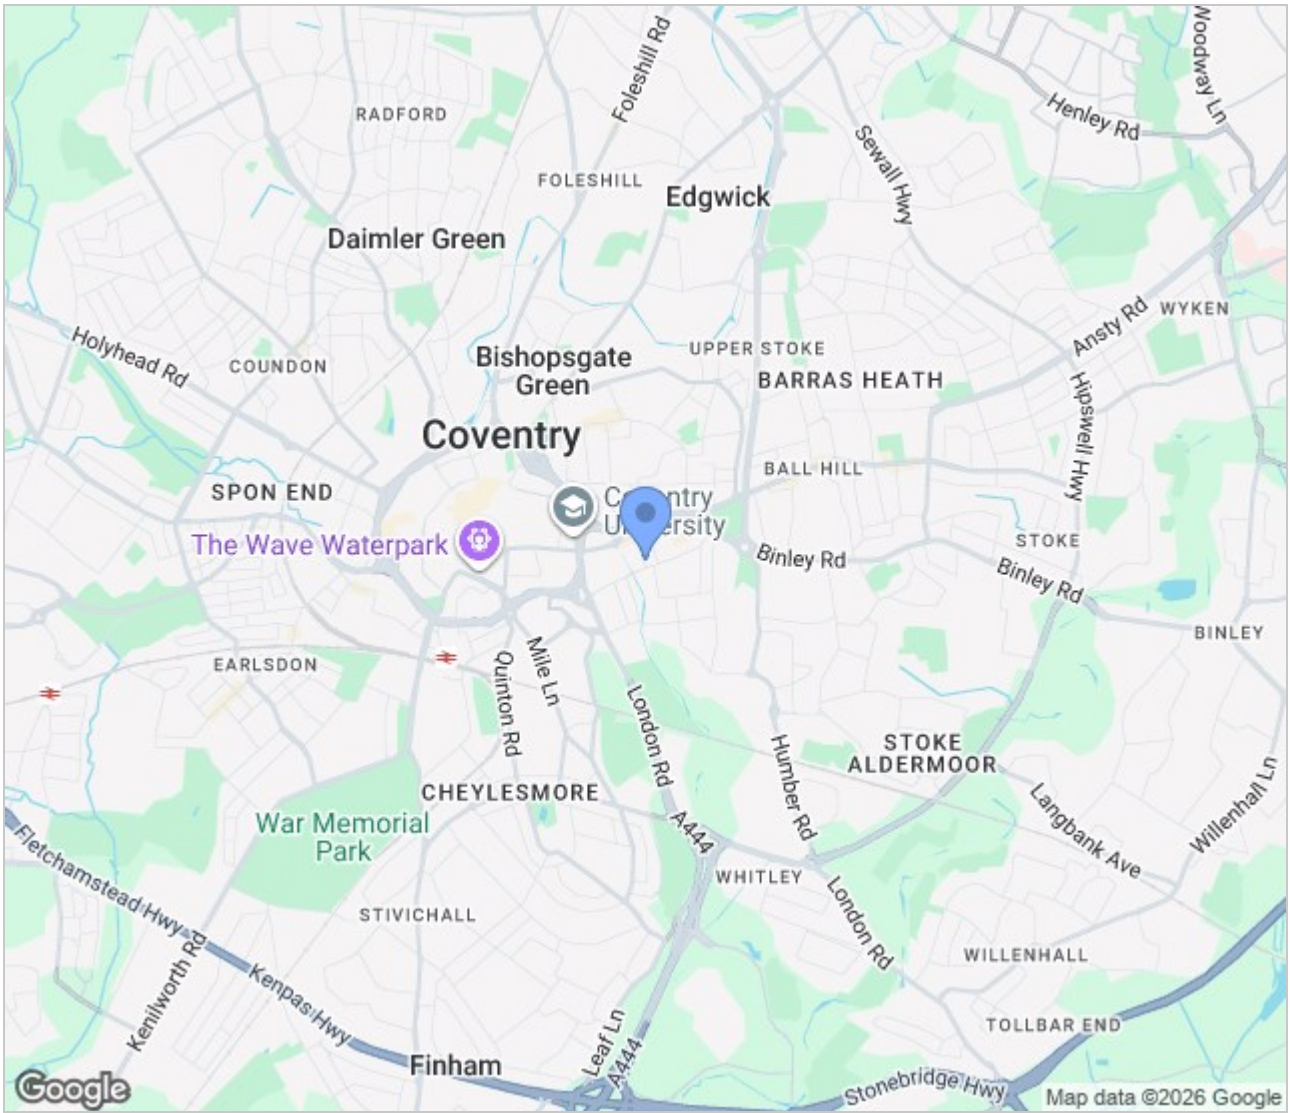 Foleshill Rd
Woodway Ln
RADFORD
Henley Rd
Sewall Hwy
FOLESHILL
Edgwick
Daimler Green
WYKEN
Ansty Rd
Holyhead Rd
COUNDON
Bishopsgate
Green
UPPER STOKE
BARRAS HEATH
Hipswell Hwy
Coventry
BALL HILL
SPON END
Coventry
University
The Wave Waterpark
STOKE
Binley Rd
Binley Rd
BINLEY
EARLSDON
Mile Ln
Quinton Rd
London Rd
Humber Rd
STOKE
ALDERMOOR
CHEYLESMORE
Langbank Ave
Willenhall Ln
War Memorial
Park
A444
Fletchamstead Hwy
WHITLEY
London Rd
STIVICHALL
Kenilworth Rd
WILLENHALL
Kenpas Hwy
TOLLBAR END
Leaf Ln
A444
Finham
Stonebridge Hwy
Google
Map data ©2026 Google